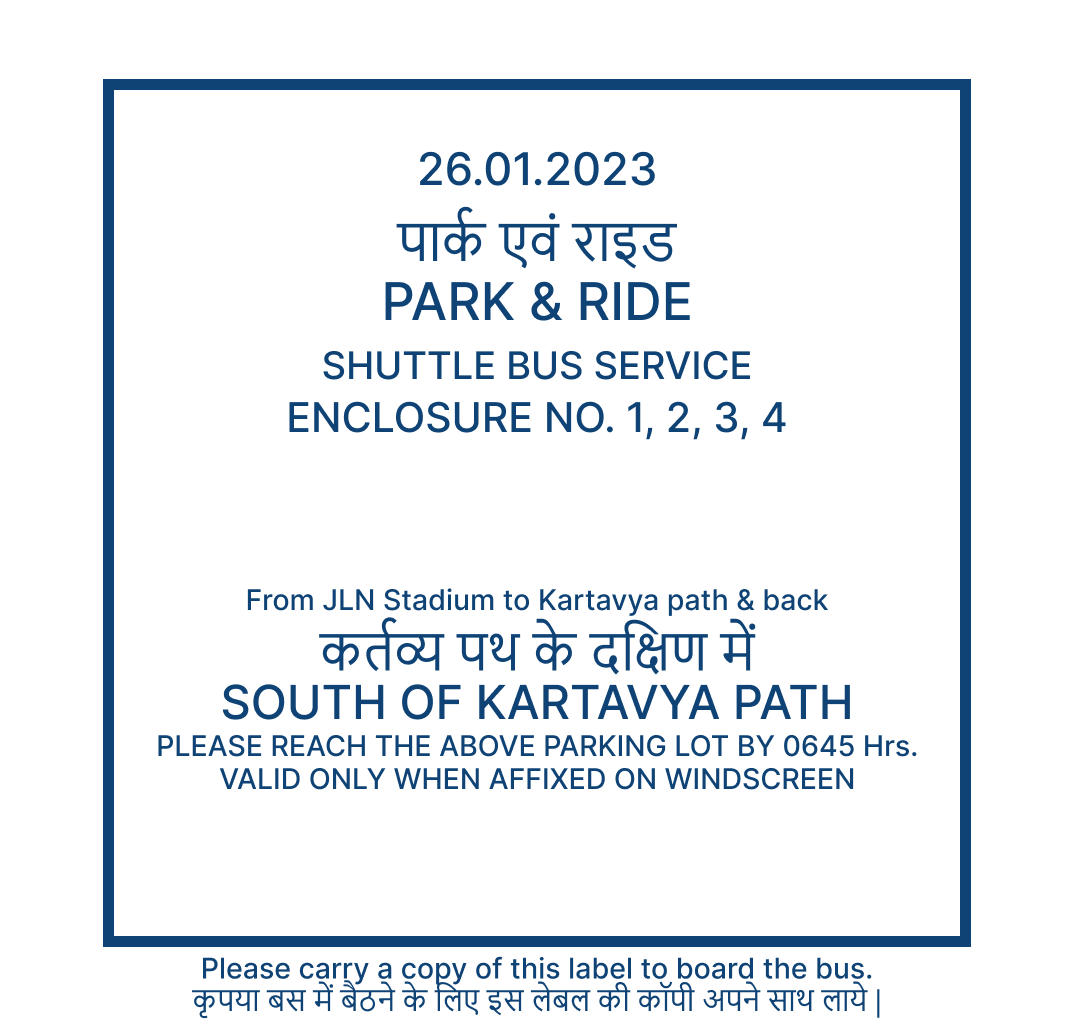 26.01.2023
पार्क एवं राइड
PARK & RIDE
SHUTTLE BUS SERVICE
ENCLOSURE NO. 1, 2, 3, 4
From JLN Stadium to Kartavya path & back
कर्तव्य पथ के दक्षिण में
SOUTH OF KARTAVYA PATH
PLEASE REACH THE ABOVE PARKING LOT BY 0645 Hrs.
VALID ONLY WHEN AFFIXED ON WINDSCREEN
Please carry a copy of this label to board the bus.
कृपया बस में बैठने के लिए इस लेबल की कॉपी अपने साथ लाये |